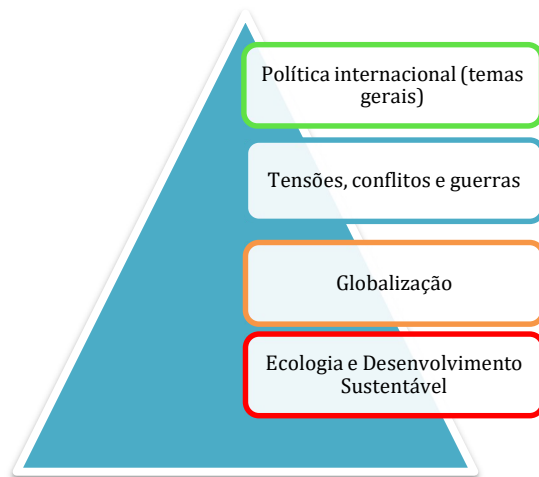 Política internacional (temas
gerais)
Tensões, conflitos e guerras
Globalização
Ecologia e Desenvolvimento
Sustentável